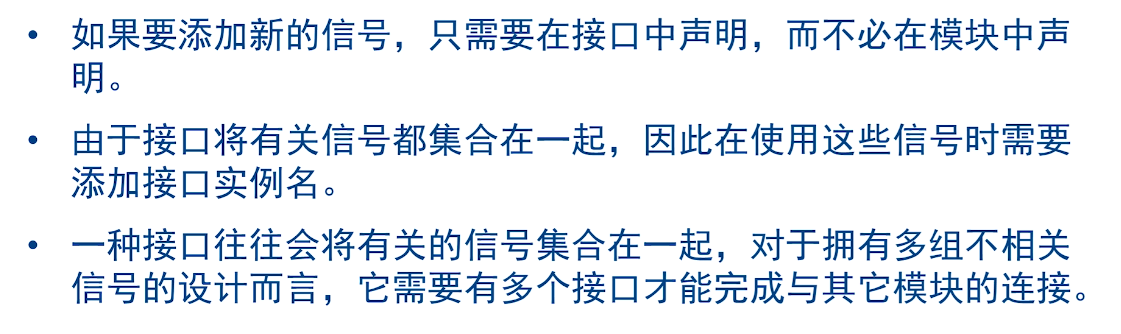 • 如果要添加新的信号，只需要在接口中声明，而不必在模块中声
明。
• 由于接口将有关信号都集合在一起，因此在使用这些信号时需要
添加接口实例名。
• 一种接口往往会将有关的信号集合在一起，对于拥有多组不相关
信号的设计而言，它需要有多个接口才能完成与其它模块的连接。